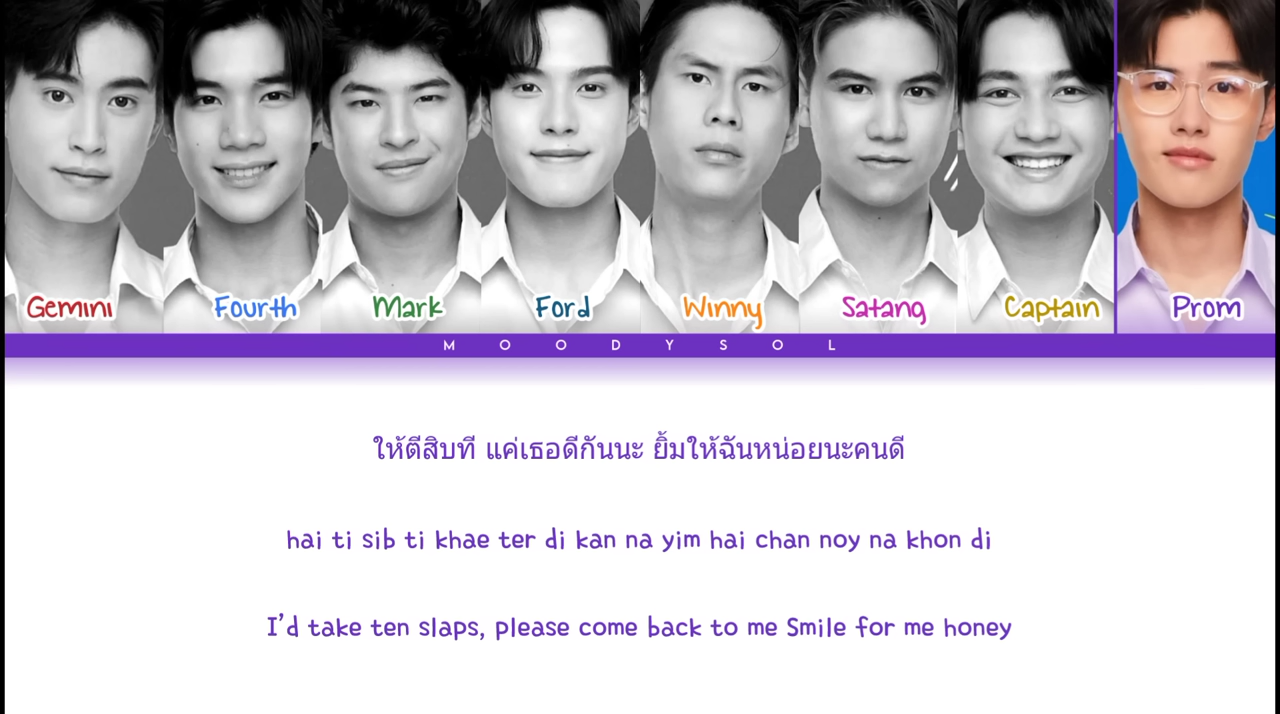 Gemini Fourth Mark Ford Winny Satang Captain Prom
MOODYSOL
ให้ตีสิบที แค่เธอดีกันนะ ยิ้มให้ฉันหน่อยนะคนดี
hai ti sib ti khae ter di kan na yim hai chan noy na khon di
I'd take ten slaps, please come back to me Smile for me honey